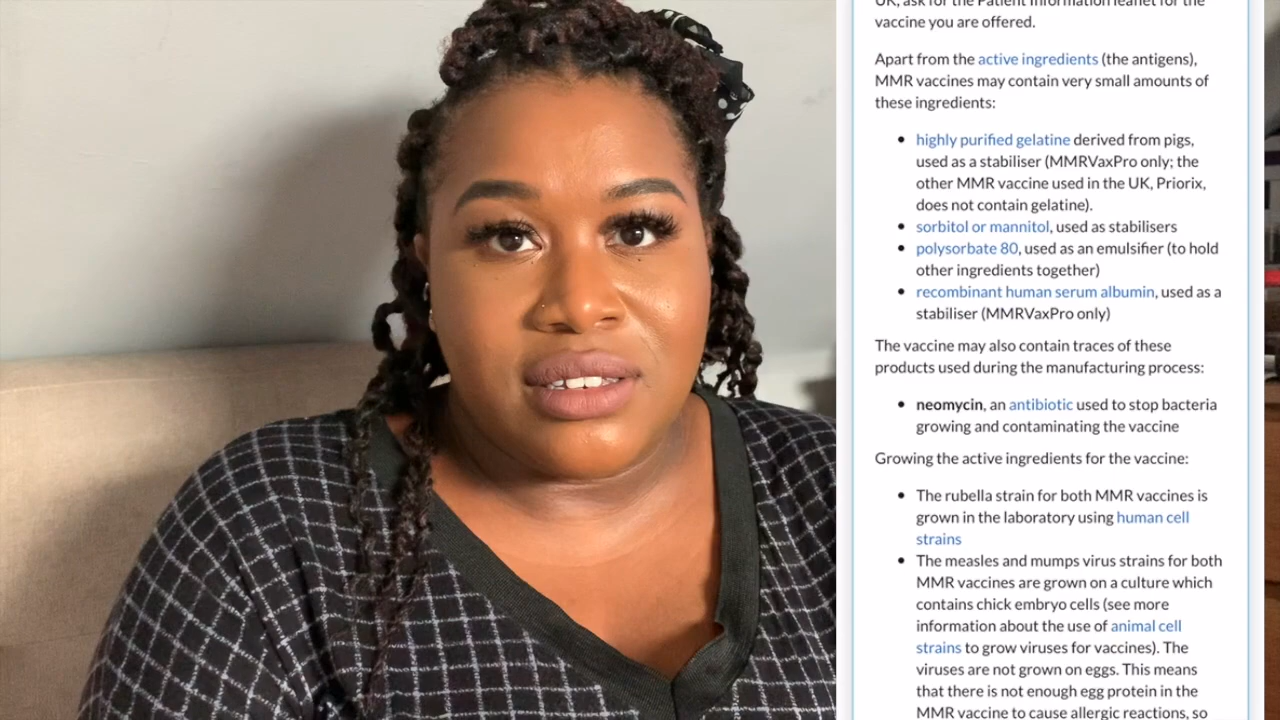 UK, ask for the Patient Information leaflet for the
vaccine you are offered.
Apart from the active ingredients (the antigens),
MMR vaccines may contain very small amounts of
these ingredients:
highly purified gelatine derived from pigs,
used as a stabiliser (MMRVaxPro only; the
other MMR vaccine used in the UK, Priorix,
does not contain gelatine).
sorbitol or mannitol, used as stabilisers
polysorbate 80, used as an emulsifier (to hold
other ingredients together)
recombinant human serum albumin, used as a
stabiliser (MMRVaxPro only)
The vaccine may also contain traces of these
products used during the manufacturing process:
neomycin, an antibiotic used to stop bacteria
growing and contaminating the vaccine
Growing the active ingredients for the vaccine:
The rubella strain for both MMR vaccines is
grown in the laboratory using human cell
strains
The measles and mumps virus strains for both
MMR vaccines are grown on a culture which
contains chick embryo cells (see more
information about the use of animal cell
strains to grow viruses for vaccines). The
viruses are not grown on eggs. This means
that there is not enough egg protein in the
MMR vaccine to cause allergic reactions, so